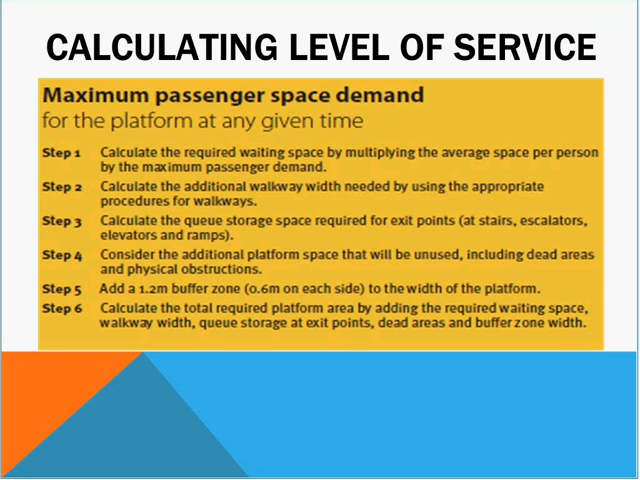 CALCULATING LEVEL OF SERVICE
Maximum passenger space demand
for the platform at any given time
Step 1 Calculate the required waiting space by multiplying the average space per person
by the maximum passenger demand.
Step 2 Calculate the additional walkway width needed by using the appropriate
procedures for walkways.
Step 3 Calculate the queue storage space required for exit points (at stairs, escalators,
elevators and ramps).
Step 4 Consider the additional platform space that will be unused, including dead areas
and physical obstructions.
Step 5 Add a 1.2m buffer zone (0.6m on each side) to the width of the platform.
Step 6 Calculate the total required platform area by adding the required waiting space,
walkway width, queue storage at exit points, dead areas and buffer zone width.